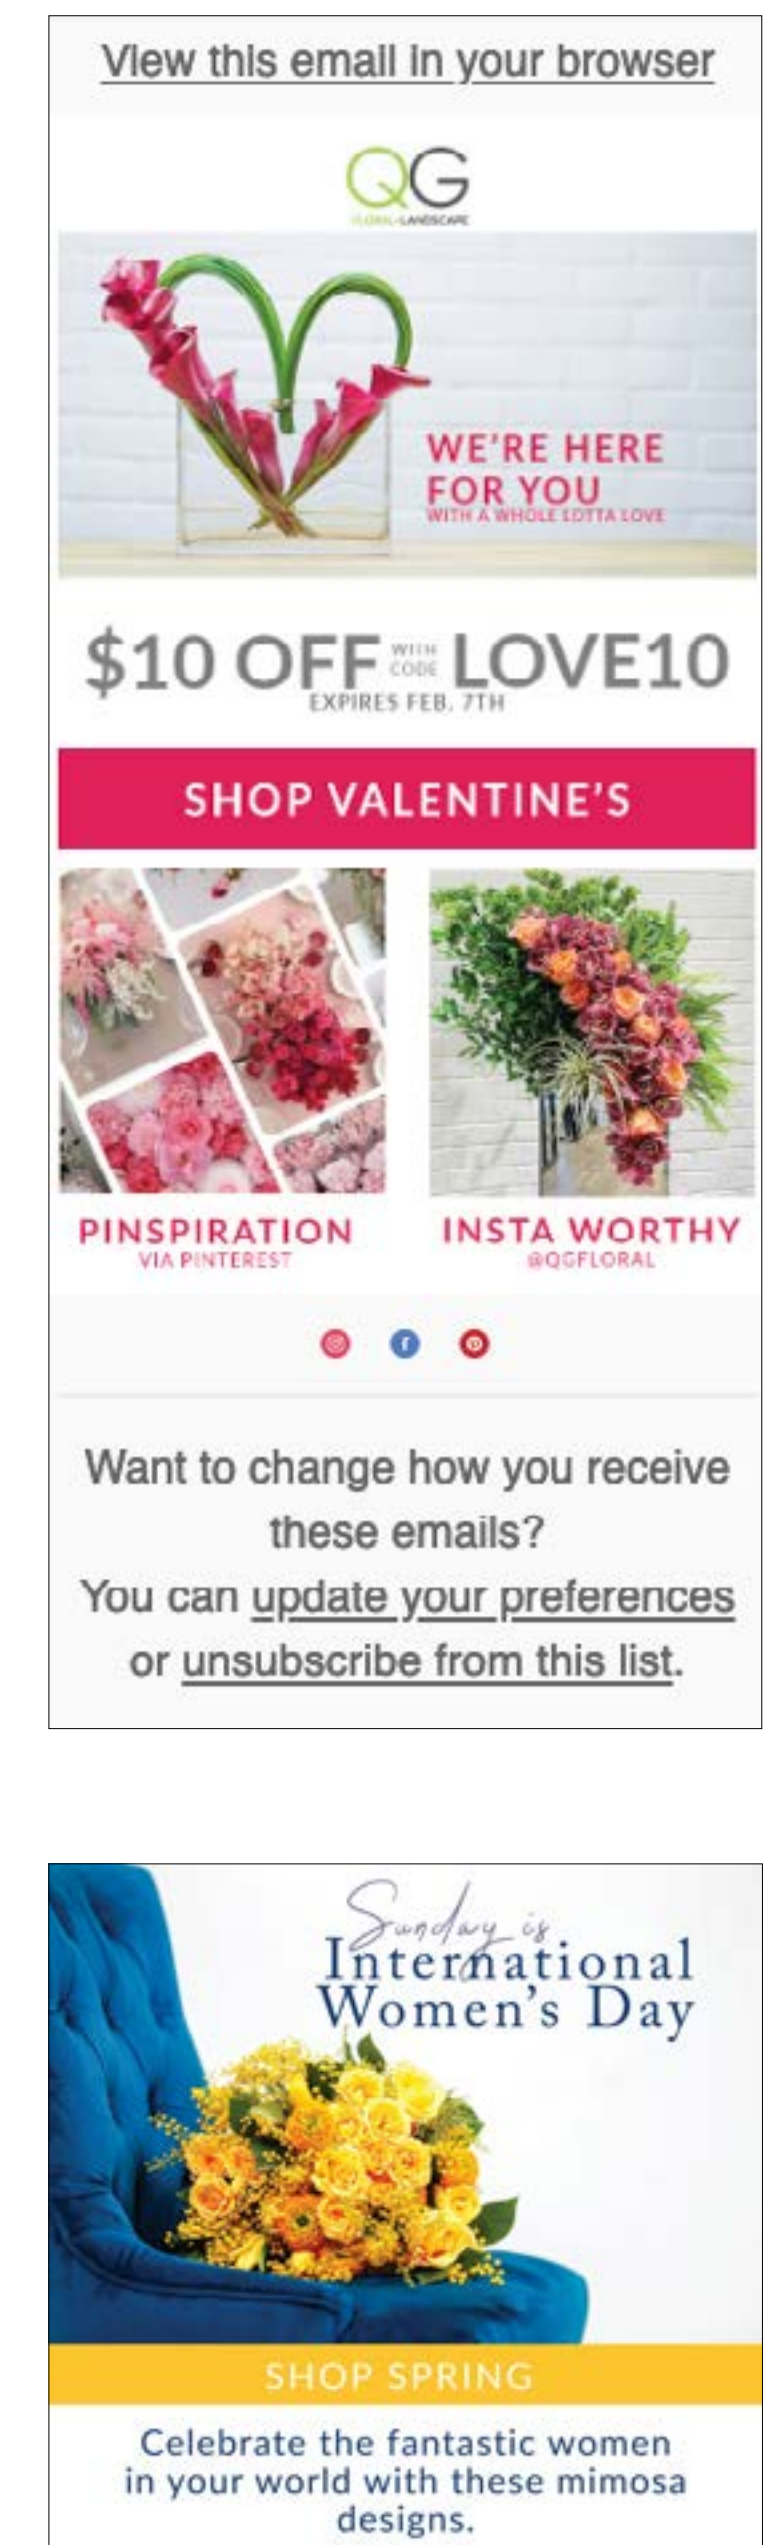 View this email in your browser
QG
FLORAL+LANDSCAPE
WE'RE HERE
FOR YOU
WITH A WHOLE LOTTA LOVE
$10 OFF WITH CODE LOVE10
EXPIRES FEB. 7TH
SHOP VALENTINE'S
PINSPIRATION
VIA PINTEREST
INSTA WORTHY
@QGFLORAL
Want to change how you receive
these emails?
You can update your preferences
or unsubscribe from this list.
Sunday is
International
Women's Day
SHOP SPRING
Celebrate the fantastic women
in your world with these mimosa
designs.